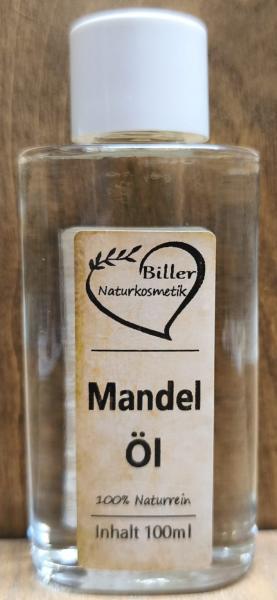 Biller
Naturkosmetik
Mandel
Öl
100% Naturrein
Inhalt 100ml